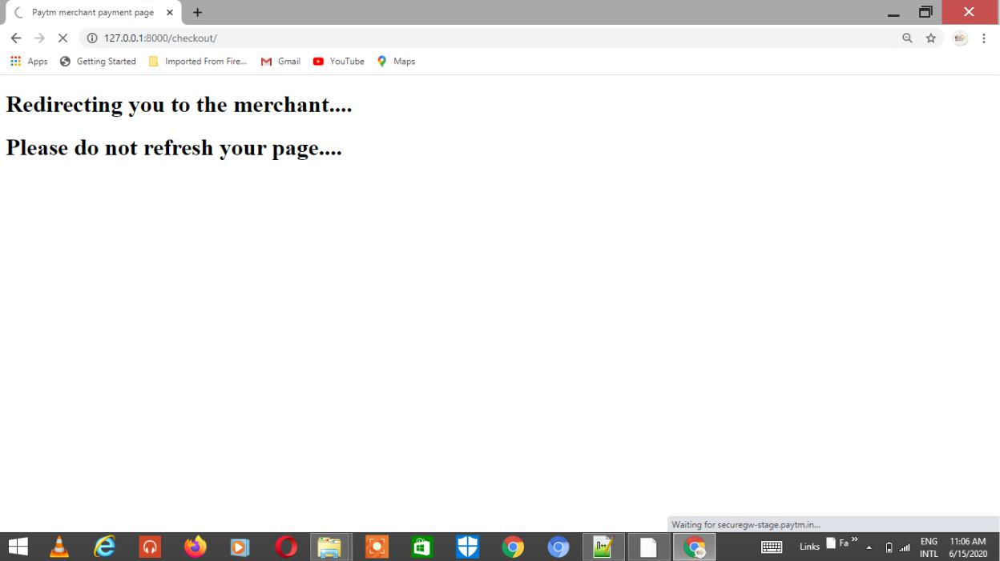 Paytm merchant payment page
127.0.0.1:8000/checkout/
Apps Getting Started Imported From Fire... Gmail YouTube Maps
Redirecting you to the merchant....
Please do not refresh your page....
Waiting for securegw-stage.paytm.in...
Links Fa » ENG 11:06 AM
INTL 6/15/2020